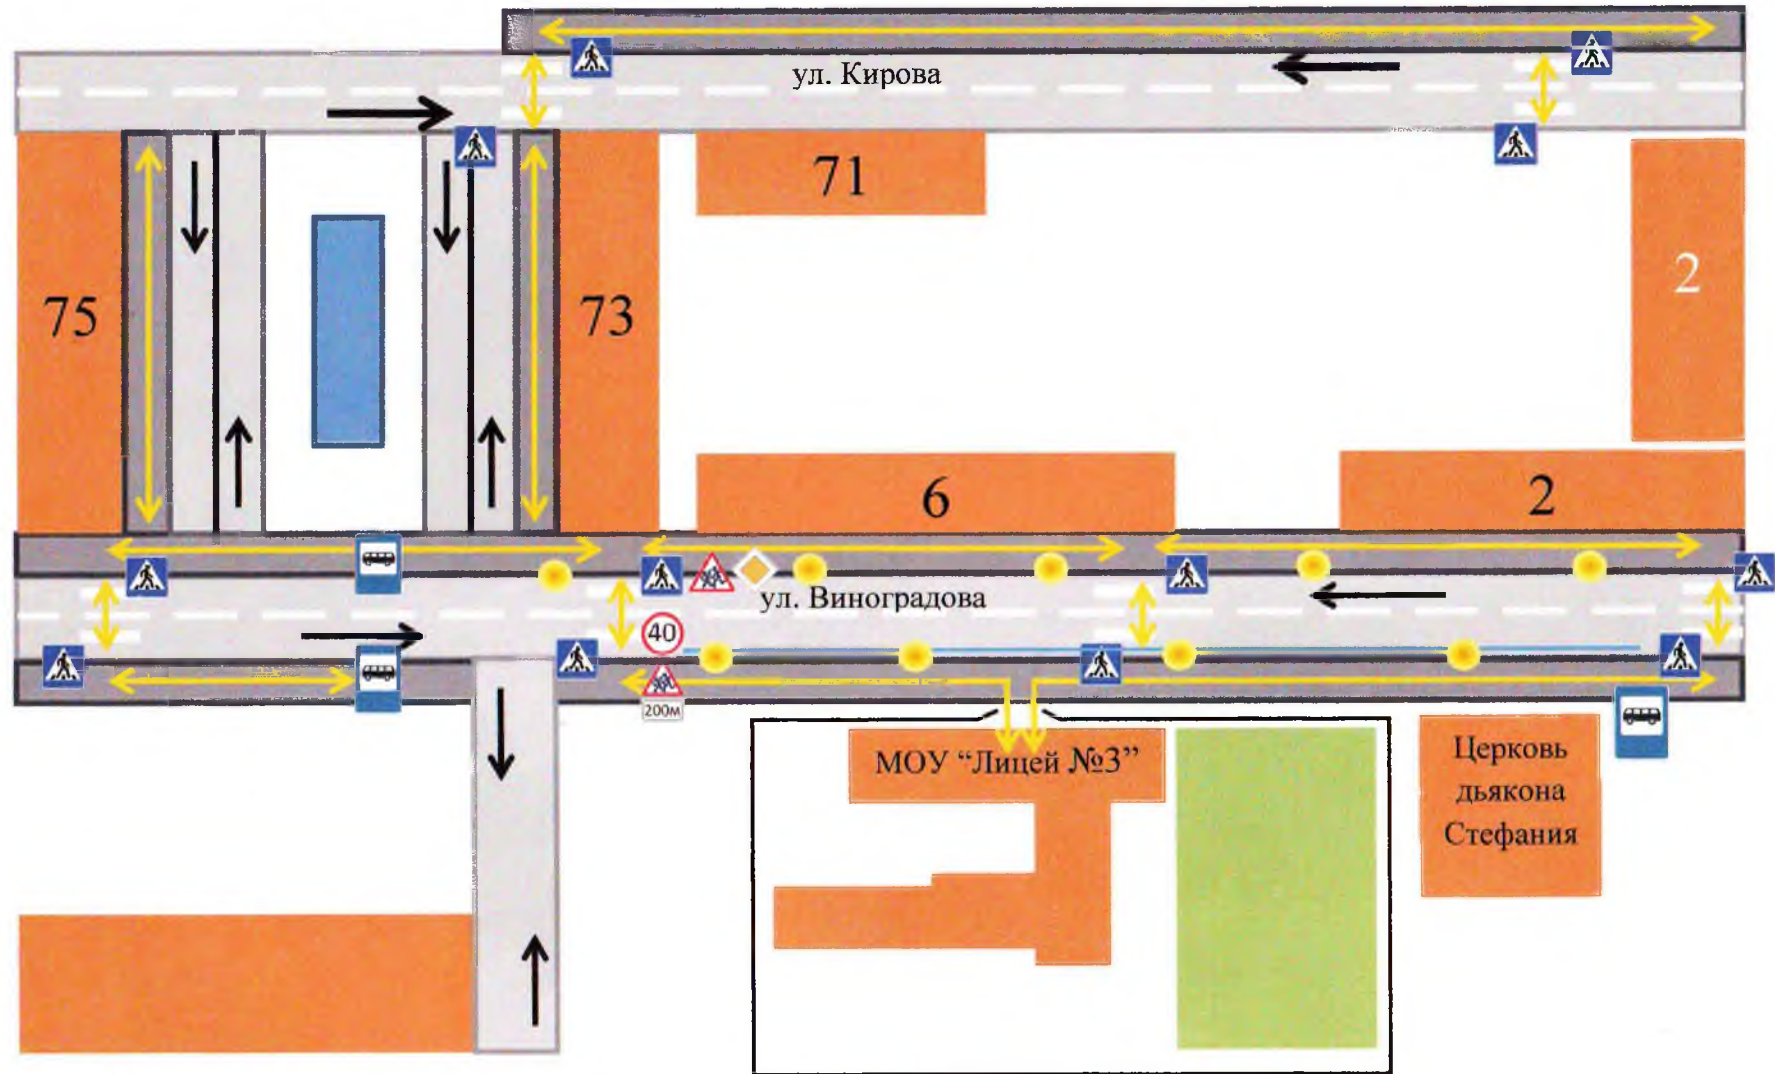 ул. Кирова
71
2
75
73
6
2
ул. Виноградова
40
200м
МОУ “Лицей №3”
Церковь
дьякона
Стефания